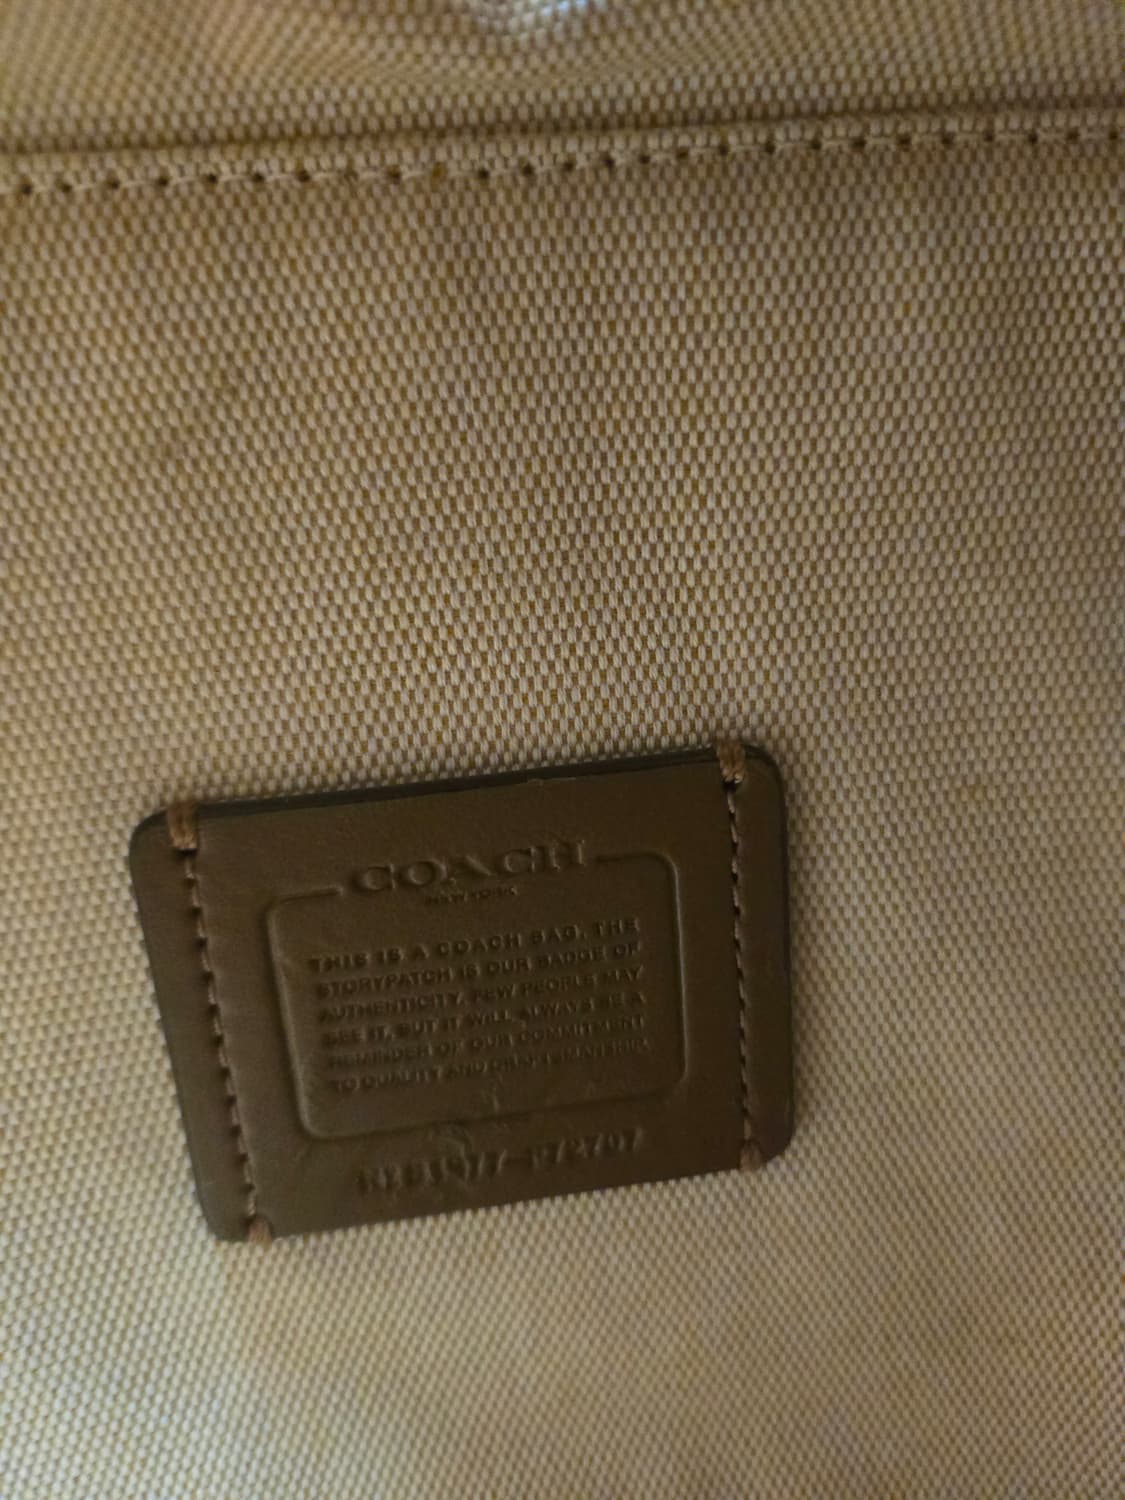 COACH
NEW YORK
THIS IS A COACH BAG, THE
STORYPATCH IS OUR BADGE OF
AUTHENTICITY. FEW PEOPLE MAY
SEE IT, BUT IT WILL ALWAYS BE A
REMINDER OF OUR COMMITMENT
TO QUALITY AND CRAFTSMANSHIP.